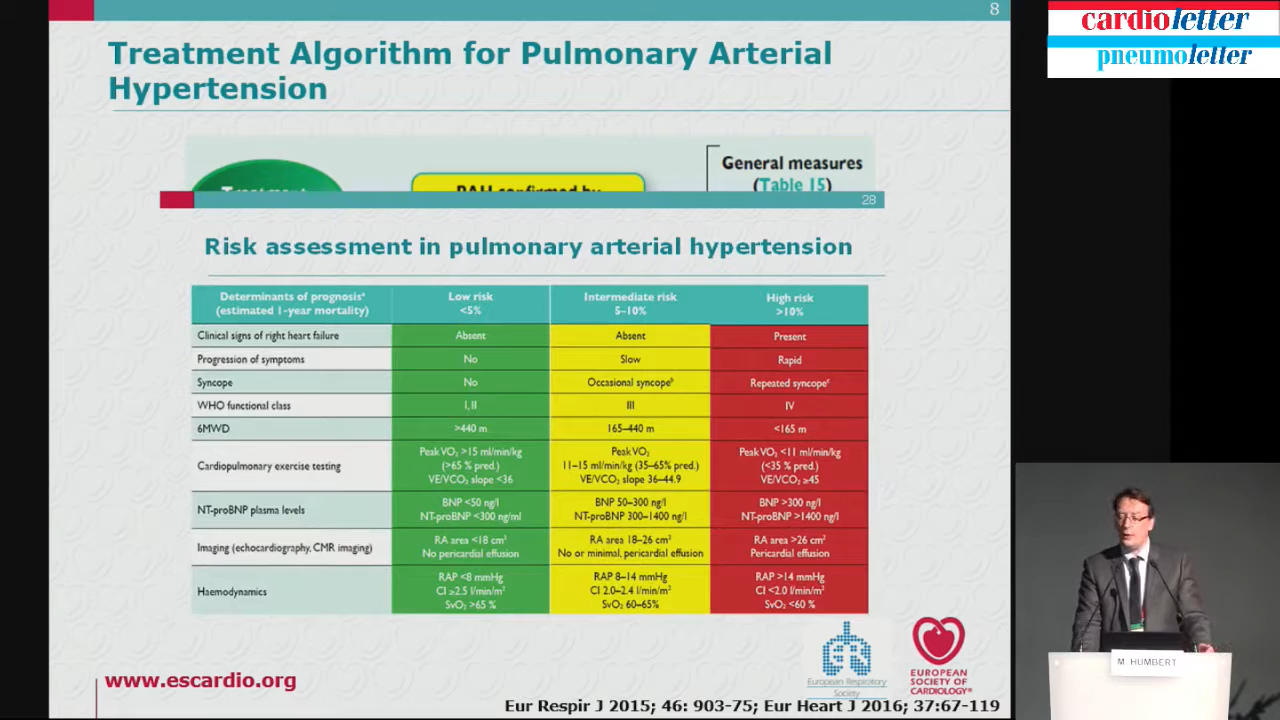 8
cardioletter
pneumoletter
Treatment Algorithm for Pulmonary Arterial
Hypertension
General measures
(Table 15)
28
Risk assessment in pulmonary arterial hypertension
Determinants of prognosisᵃ
(estimated 1-year mortality)
Low risk
<5%
Intermediate risk
5–10%
High risk
>10%
Clinical signs of right heart failure
Absent
Absent
Present
Progression of symptoms
No
Slow
Rapid
Syncope
No
Occasional syncopeᵇ
Repeated syncopeᶜ
WHO functional class
I, II
III
IV
6MWD
>440 m
165–440 m
<165 m
Cardiopulmonary exercise testing
Peak VO₂ >15 ml/min/kg
(>65 % pred.)
VE/VCO₂ slope <36
Peak VO₂
11–15 ml/min/kg (35–65% pred.)
VE/VCO₂ slope 36–44.9
Peak VO₂ <11 ml/min/kg
(<35 % pred.)
VE/VCO₂ ≥45
NT-proBNP plasma levels
BNP <50 ng/l
NT-proBNP <300 ng/ml
BNP 50–300 ng/l
NT-proBNP 300–1400 ng/l
BNP >300 ng/l
NT-proBNP >1400 ng/l
Imaging (echocardiography, CMR imaging)
RA area <18 cm²
No pericardial effusion
RA area 18–26 cm²
No or minimal, pericardial effusion
RA area >26 cm²
Pericardial effusion
Haemodynamics
RAP <8 mmHg
CI ≥2.5 l/min/m²
SvO₂ >65 %
RAP 8–14 mmHg
CI 2.0–2.4 l/min/m²
SvO₂ 60–65%
RAP >14 mmHg
CI <2.0 l/min/m²
SvO₂ <60 %
M HUMBERT
www.escardio.org
European Respiratory
Society
EUROPEAN
SOCIETY OF
CARDIOLOGY®
Eur Respir J 2015; 46: 903-75; Eur Heart J 2016; 37:67-119